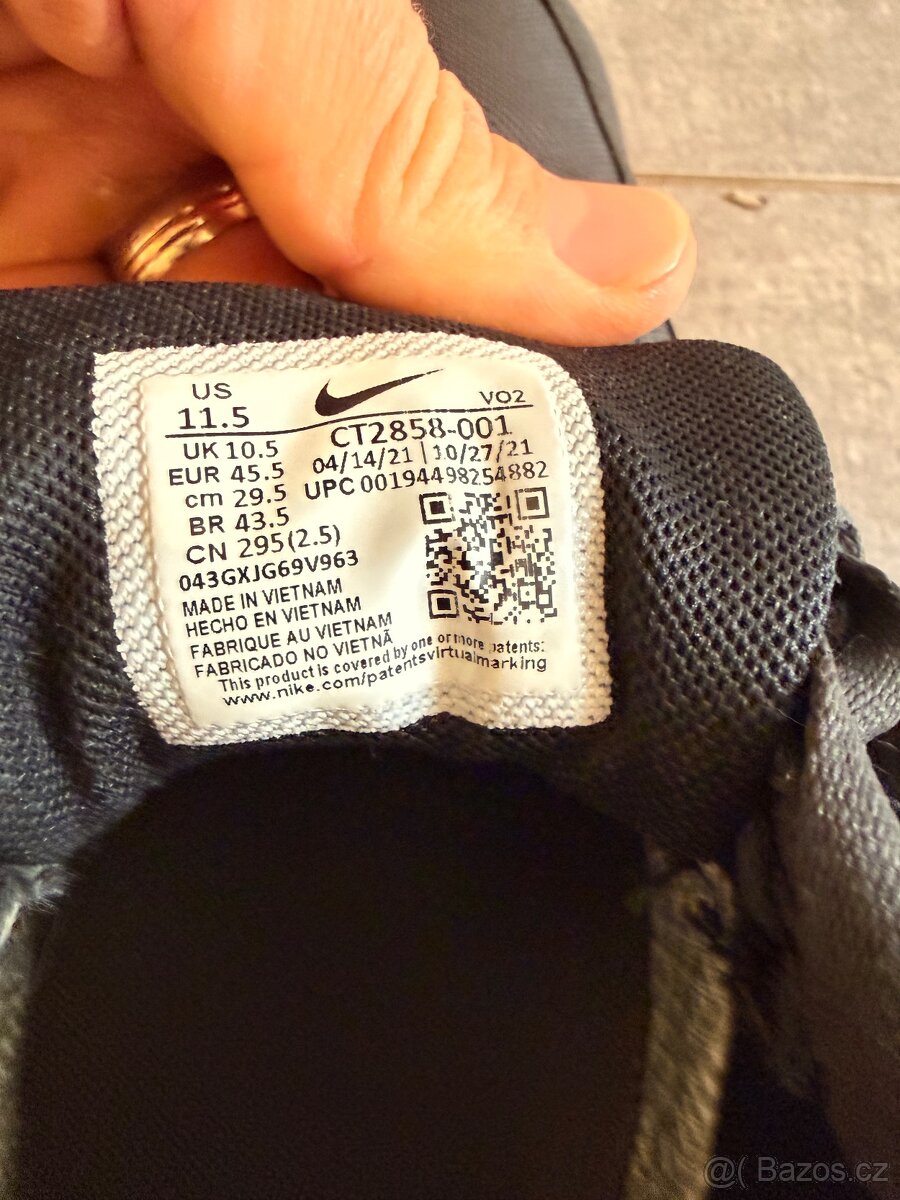 US
11.5
VO2
UK 10.5
CT2858-001
EUR 45.5
04/14/21 | 10/27/21
cm 29.5
UPC 00194498254882
BR 43.5
CN 295(2.5)
043GXJG69V963
MADE IN VIETNAM
HECHO EN VIETNAM
FABRIQUE AU VIETNAM
FABRICADO NO VIETNÃ
This product is covered by one or more patents:
www.nike.com/patentsvirtualmarking
@( Bazos.cz